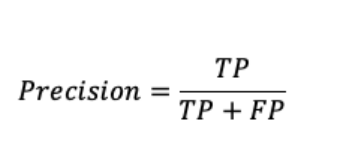 Precision = TP / TP + FP